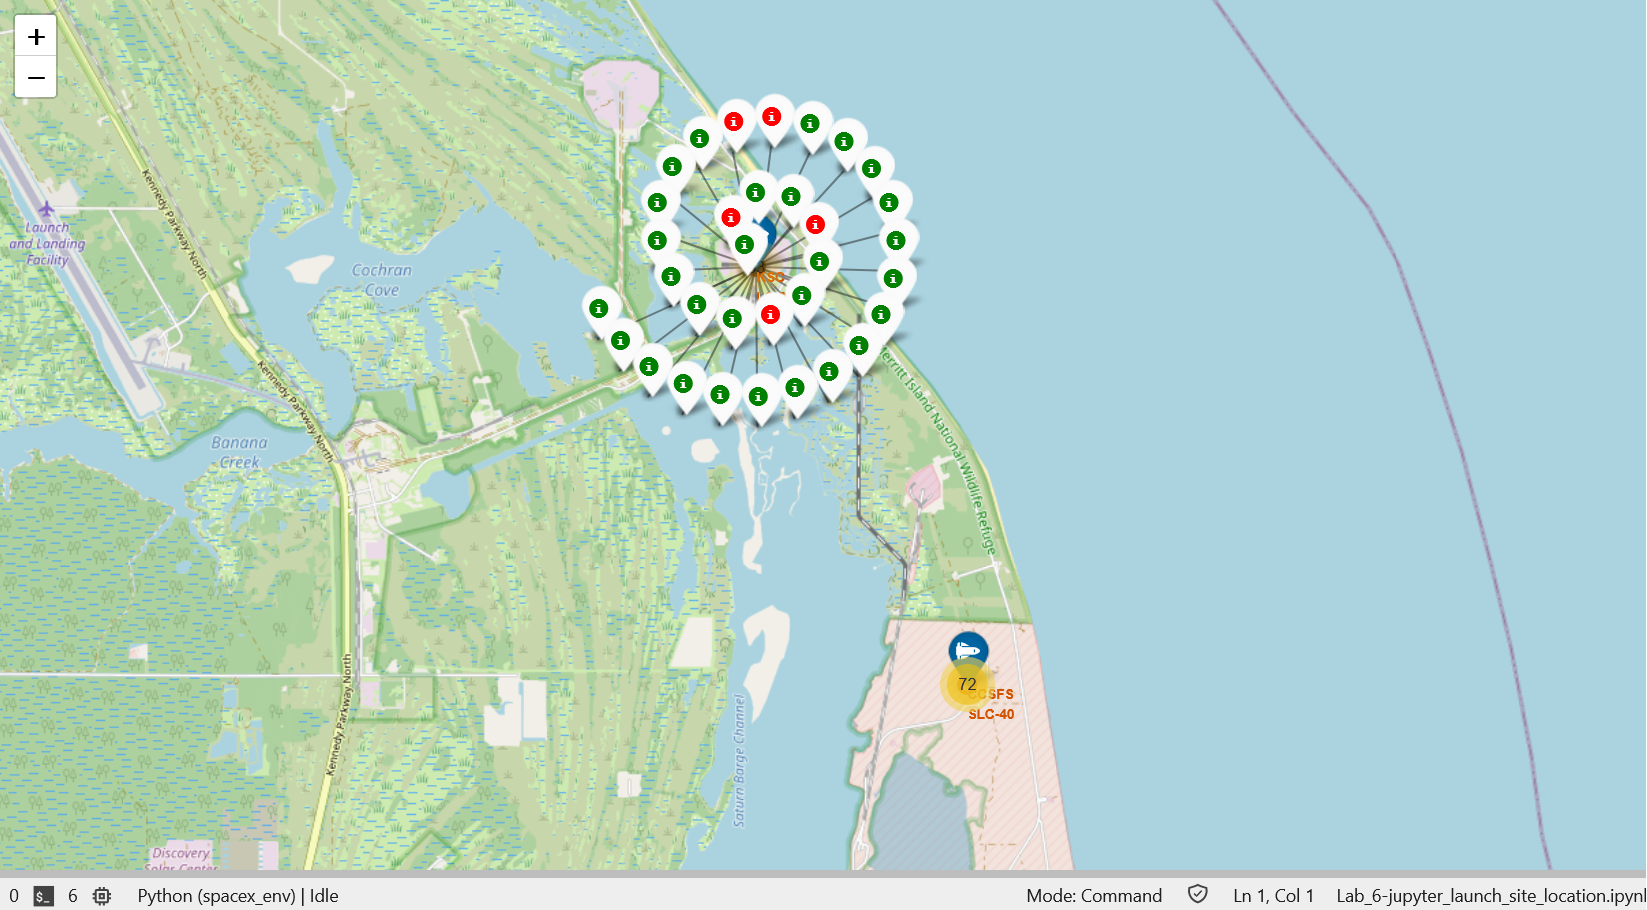 +
−
Kennedy Parkway North
Launch
and Landing
Facility
Cochran
Cove
KSC
Merritt Island National Wildlife Refuge
Kennedy Parkway North
Banana
Creek
72
CCSFS
SLC-40
Kennedy Parkway North
Saturn Barge Channel
Discovery
Solar Center
0
$_
6
Python (spacex_env) | Idle
Mode: Command
Ln 1, Col 1
Lab_6-jupyter_launch_site_location.ipynb